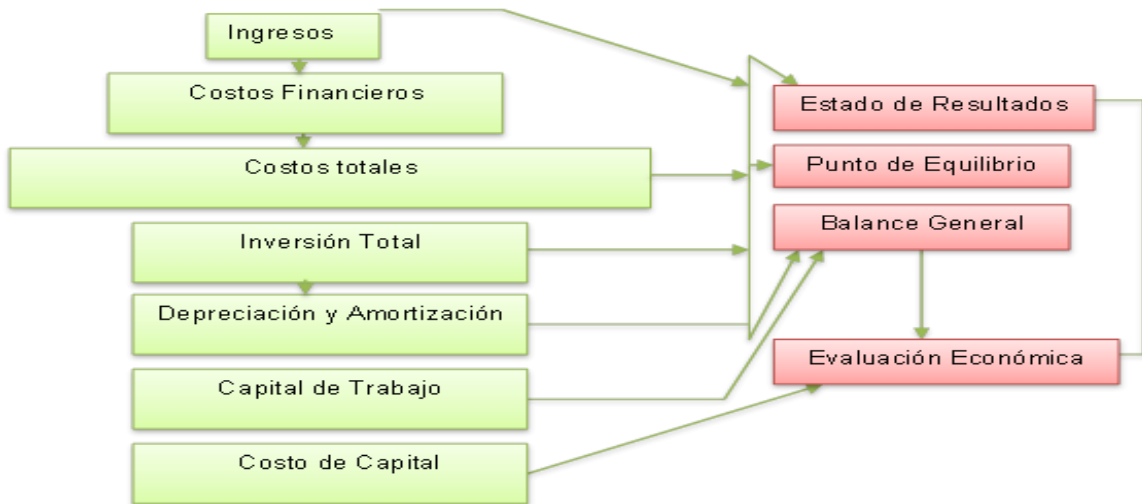 Ingresos
Costos Financieros
Costos totales
Inversión Total
Depreciación y Amortización
Capital de Trabajo
Costo de Capital
Estado de Resultados
Punto de Equilibrio
Balance General
Evaluación Económica